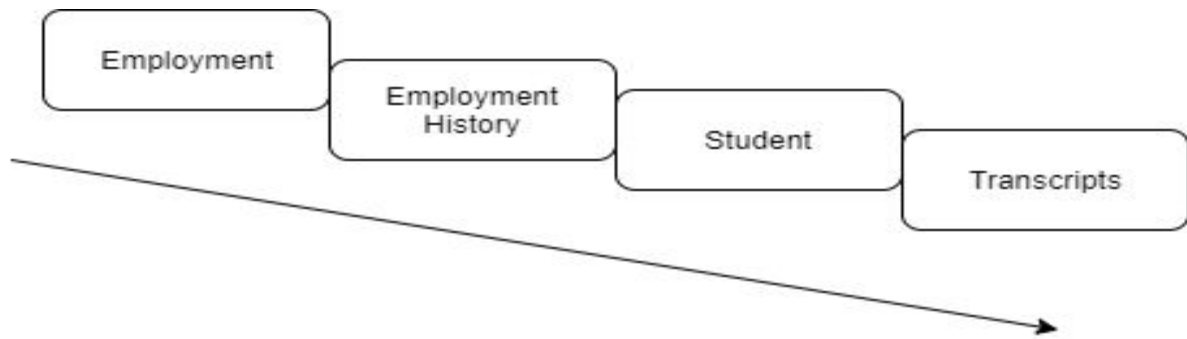 Employment
Employment
History
Student
Transcripts